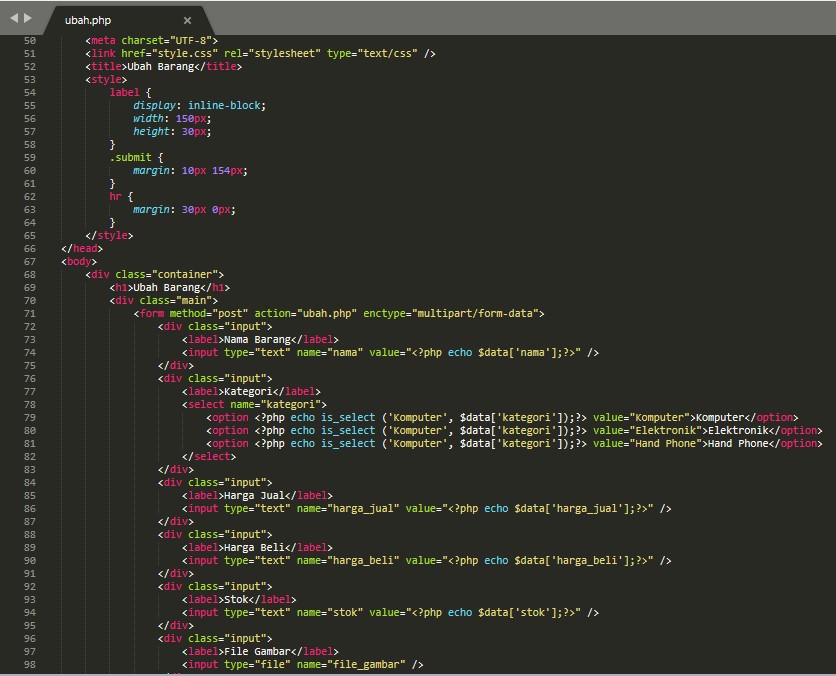 ubah.php ×
50 <meta charset="UTF-8">
51 <link href="style.css" rel="stylesheet" type="text/css" />
52 <title>Ubah Barang</title>
53 <style>
54 label {
55 display: inline-block;
56 width: 150px;
57 height: 30px;
58 }
59 .submit {
60 margin: 10px 154px;
61 }
62 hr {
63 margin: 30px 0px;
64 }
65 </style>
66 </head>
67 <body>
68 <div class="container">
69 <h1>Ubah Barang</h1>
70 <div class="main">
71 <form method="post" action="ubah.php" enctype="multipart/form-data">
72 <div class="input">
73 <label>Nama Barang</label>
74 <input type="text" name="nama" value="<?php echo $data['nama'];?>" />
75 </div>
76 <div class="input">
77 <label>Kategori</label>
78 <select name="kategori">
79 <option <?php echo is_select ('Komputer', $data['kategori']);?> value="Komputer">Komputer</option>
80 <option <?php echo is_select ('Komputer', $data['kategori']);?> value="Elektronik">Elektronik</option>
81 <option <?php echo is_select ('Komputer', $data['kategori']);?> value="Hand Phone">Hand Phone</option>
82 </select>
83 </div>
84 <div class="input">
85 <label>Harga Jual</label>
86 <input type="text" name="harga_jual" value="<?php echo $data['harga_jual'];?>" />
87 </div>
88 <div class="input">
89 <label>Harga Beli</label>
90 <input type="text" name="harga_beli" value="<?php echo $data['harga_beli'];?>" />
91 </div>
92 <div class="input">
93 <label>Stok</label>
94 <input type="text" name="stok" value="<?php echo $data['stok'];?>" />
95 </div>
96 <div class="input">
97 <label>File Gambar</label>
98 <input type="file" name="file_gambar" />